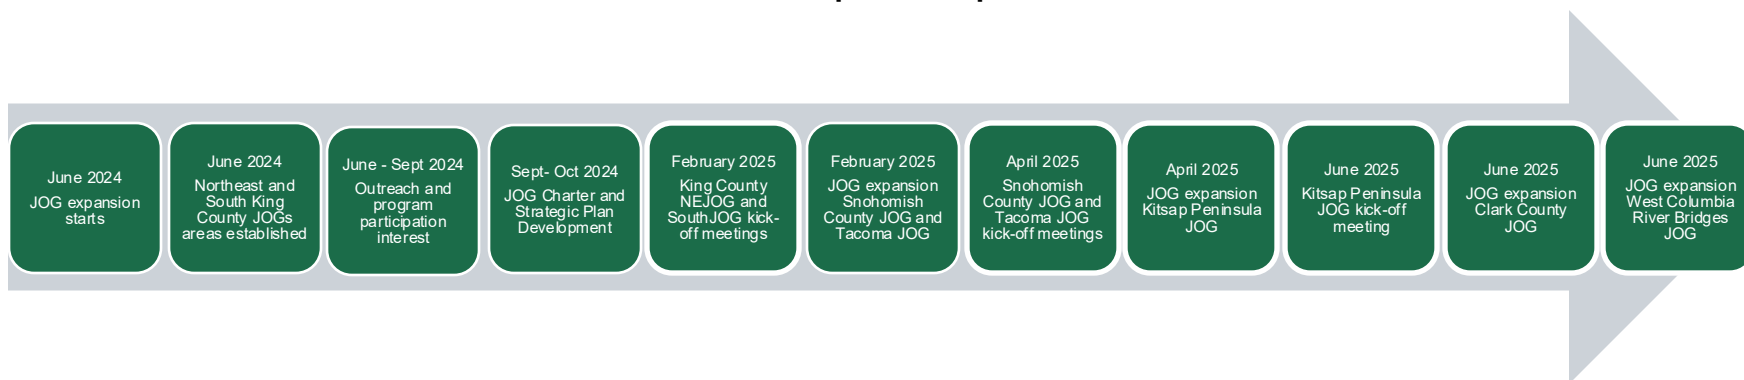 June 2024
JOG expansion
starts
June 2024
Northeast and
South King
County JOGs
areas established
June - Sept 2024
Outreach and
program
participation
interest
Sept- Oct 2024
JOG Charter and
Strategic Plan
Development
February 2025
King County
NEJOG and
SouthJOG kick-
off meetings
February 2025
JOG expansion
Snohomish
County JOG and
Tacoma JOG
April 2025
Snohomish
County JOG and
Tacoma JOG
kick-off meetings
April 2025
JOG expansion
Kitsap Peninsula
JOG
June 2025
Kitsap Peninsula
JOG kick-off
meeting
June 2025
JOG expansion
Clark County
JOG
June 2025
JOG expansion
West Columbia
River Bridges
JOG